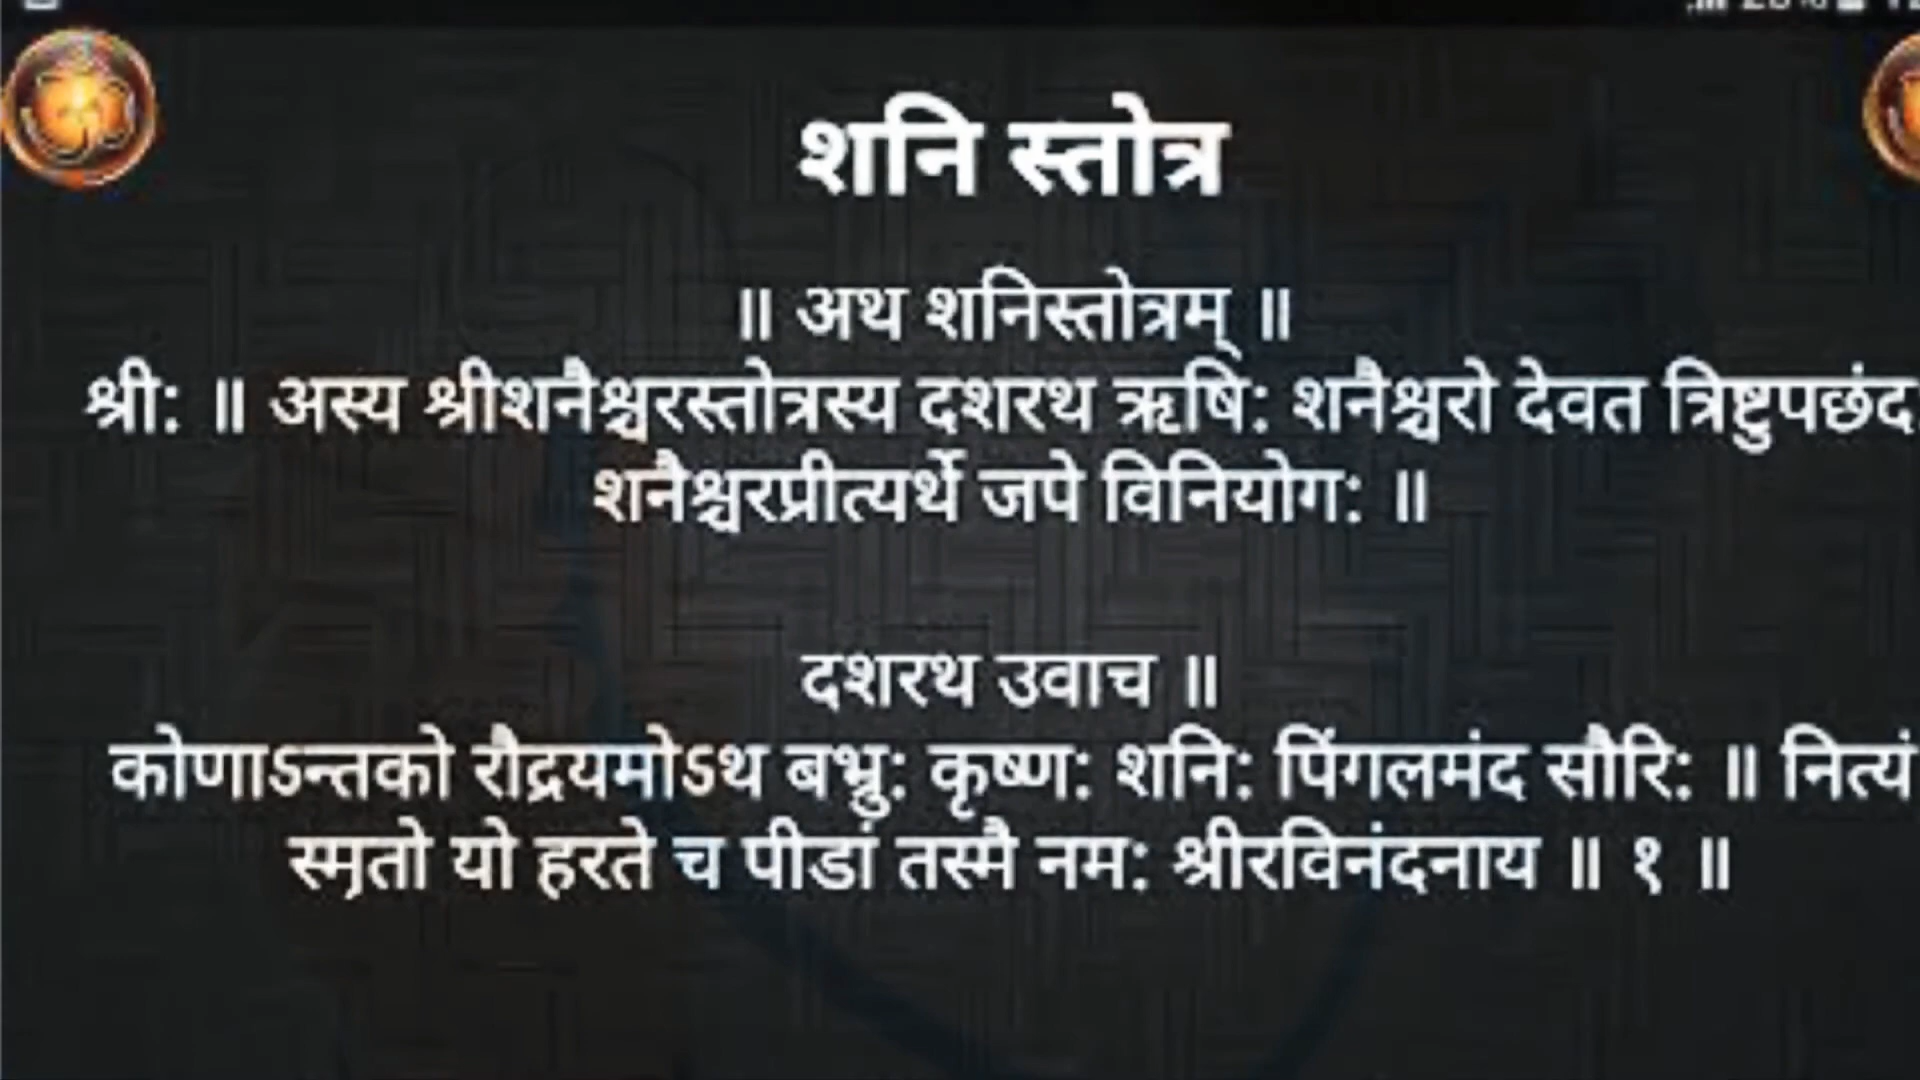 शनि स्तोत्र
॥ अथ शनिस्तोत्रम् ॥
श्री: ॥ अस्य श्रीशनैश्चरस्तोत्रस्य दशरथ ऋषि: शनैश्चरो देवत त्रिष्टुपछंद
शनैश्चरप्रीत्यर्थे जपे विनियोग: ॥
दशरथ उवाच ॥
कोणाऽन्तको रौद्रयमोऽथ बभ्रु: कृष्ण: शनि: पिंगलमंद सौरि: ॥ नित्यं
स्मृतो यो हरते च पीडां तस्मै नम: श्रीरविनंदनाय ॥ १ ॥